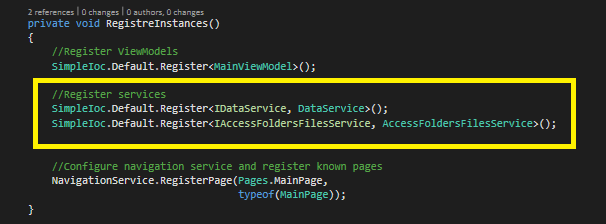 2 references | 0 changes | 0 authors, 0 changes
private void RegistreInstances()
{
//Register ViewModels
SimpleIoc.Default.Register<MainViewModel>();
//Register services
SimpleIoc.Default.Register<IDataService, DataService>();
SimpleIoc.Default.Register<IAccessFoldersFilesService, AccessFoldersFilesService>();
//Configure navigation service and register known pages
NavigationService.RegisterPage(Pages.MainPage,
typeof(MainPage));
}